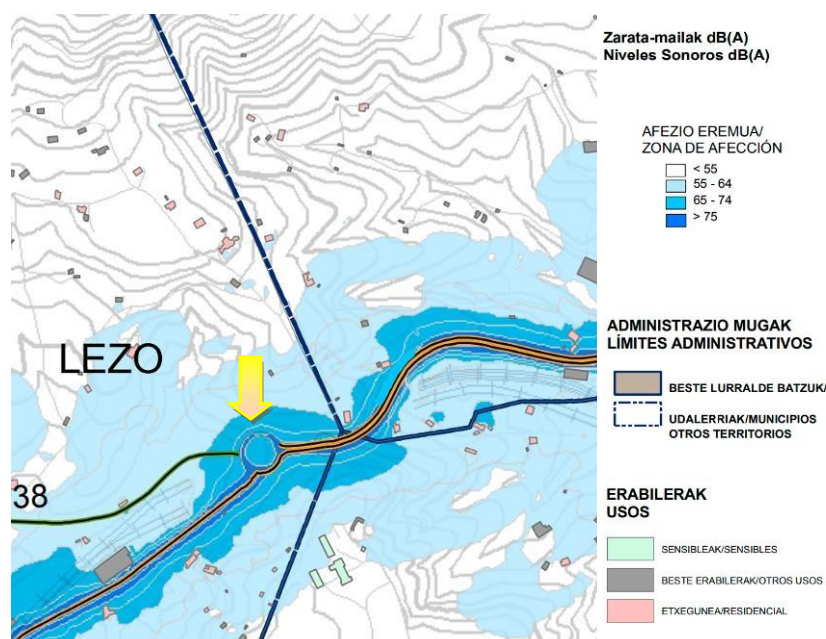 Zarata-mailak dB(A)
Niveles Sonoros dB(A)
AFEZIO EREMUA/
ZONA DE AFECCIÓN
< 55
55 - 64
65 - 74
> 75
LEZO
38
ADMINISTRAZIO MUGAK
LÍMITES ADMINISTRATIVOS
BESTE LURRALDE BATZUK/
UDALERRIAK/MUNICIPIOS
OTROS TERRITORIOS
ERABILERAK
USOS
SENSIBLEAK/SENSIBLES
BESTE ERABILERAK/OTROS USOS
ETXEGUNEA/RESIDENCIAL